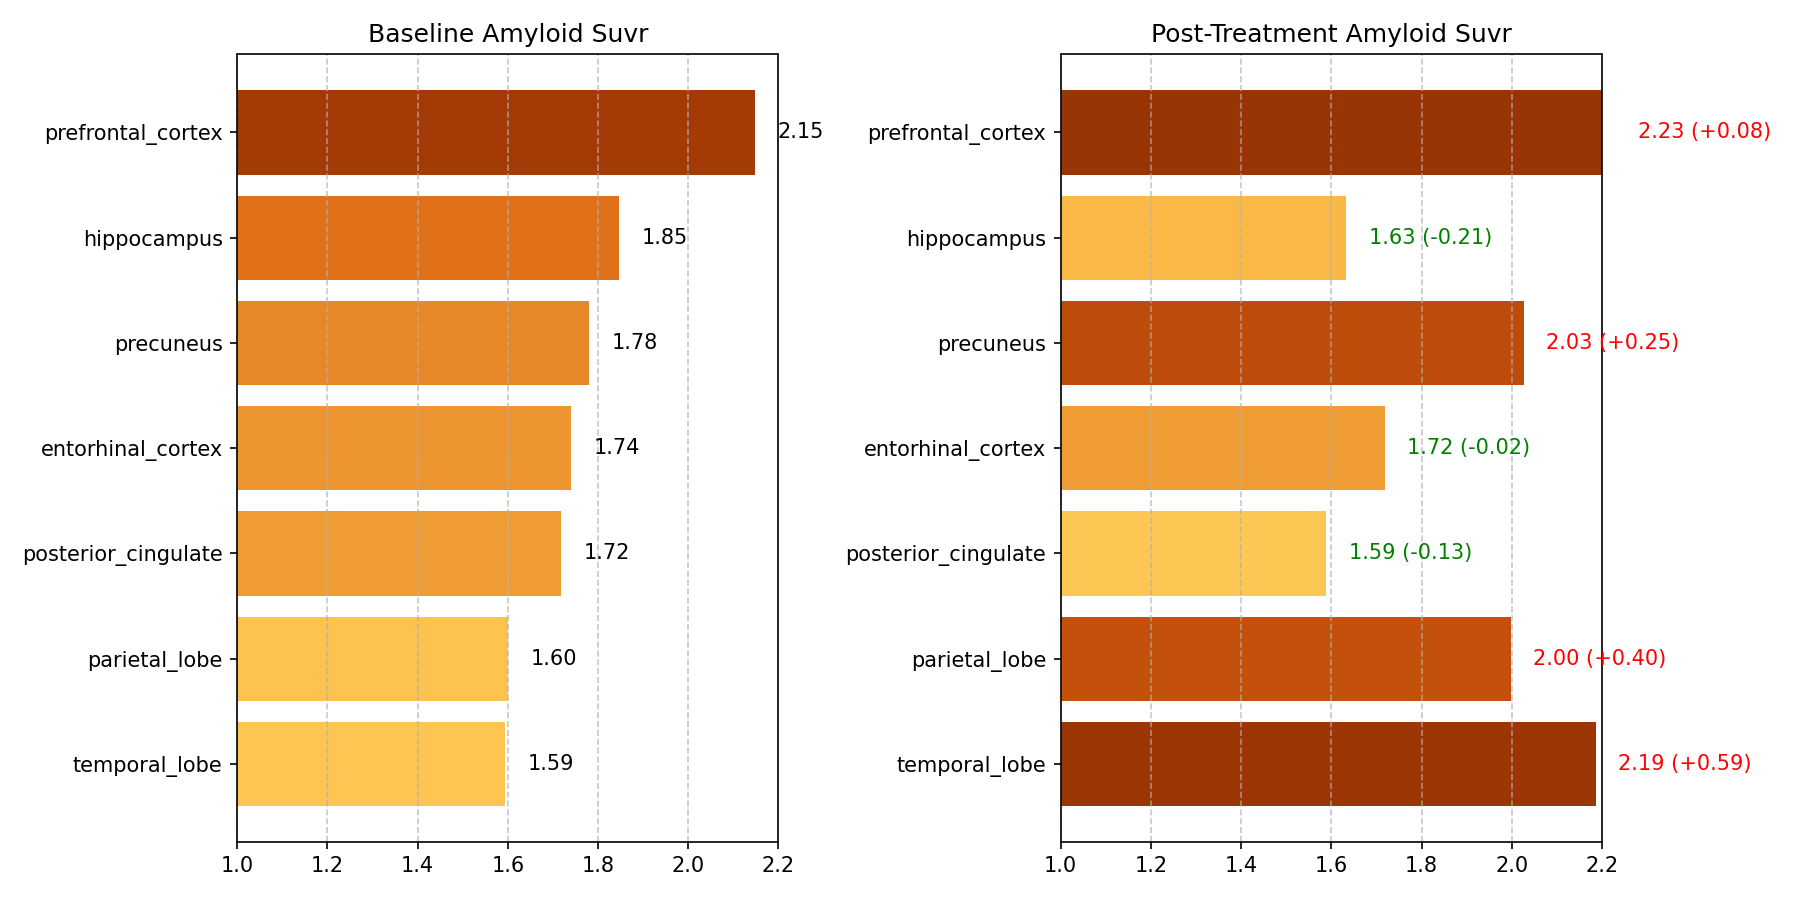 Baseline Amyloid Suvr
prefrontal_cortex 2.15
hippocampus 1.85
precuneus 1.78
entorhinal_cortex 1.74
posterior_cingulate 1.72
parietal_lobe 1.60
temporal_lobe 1.59
1.0 1.2 1.4 1.6 1.8 2.0 2.2
Post-Treatment Amyloid Suvr
prefrontal_cortex 2.23 (+0.08)
hippocampus 1.63 (-0.21)
precuneus 2.03 (+0.25)
entorhinal_cortex 1.72 (-0.02)
posterior_cingulate 1.59 (-0.13)
parietal_lobe 2.00 (+0.40)
temporal_lobe 2.19 (+0.59)
1.0 1.2 1.4 1.6 1.8 2.0 2.2